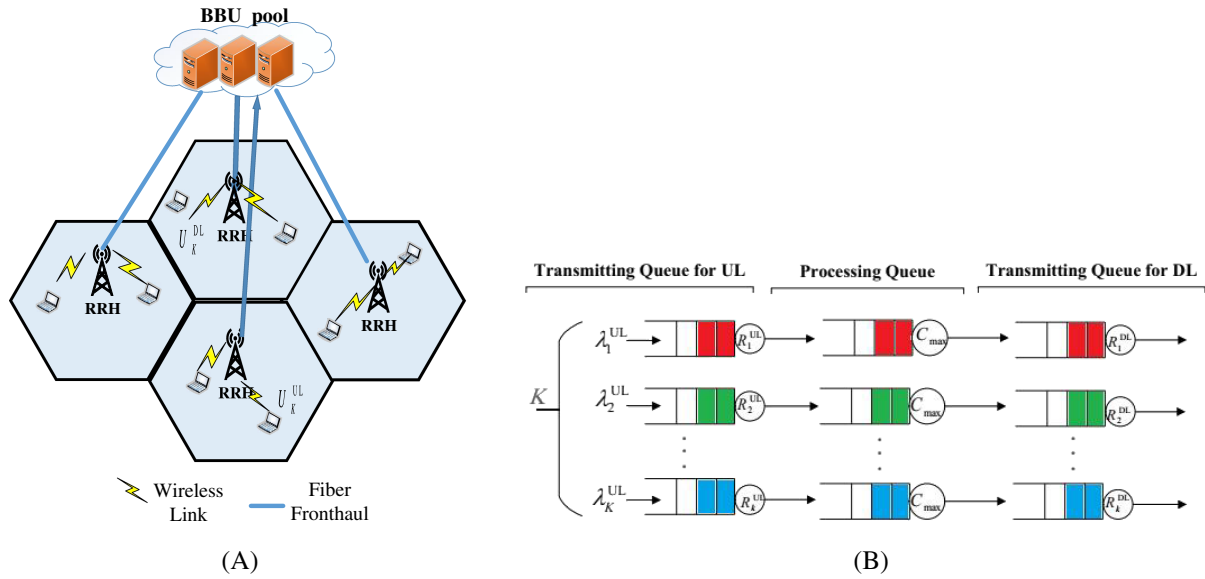 BBU pool
U_K^DL
RRH
RRH
RRH
RRH
U_K^UL
Wireless
Link
Fiber
Fronthaul
(A)
Transmitting Queue for UL
Processing Queue
Transmitting Queue for DL
K
λ_1^UL
R_1^UL
C_max
R_1^DL
λ_2^UL
R_2^UL
C_max
R_2^DL
λ_K^UL
R_k^UL
C_max
R_k^DL
(B)